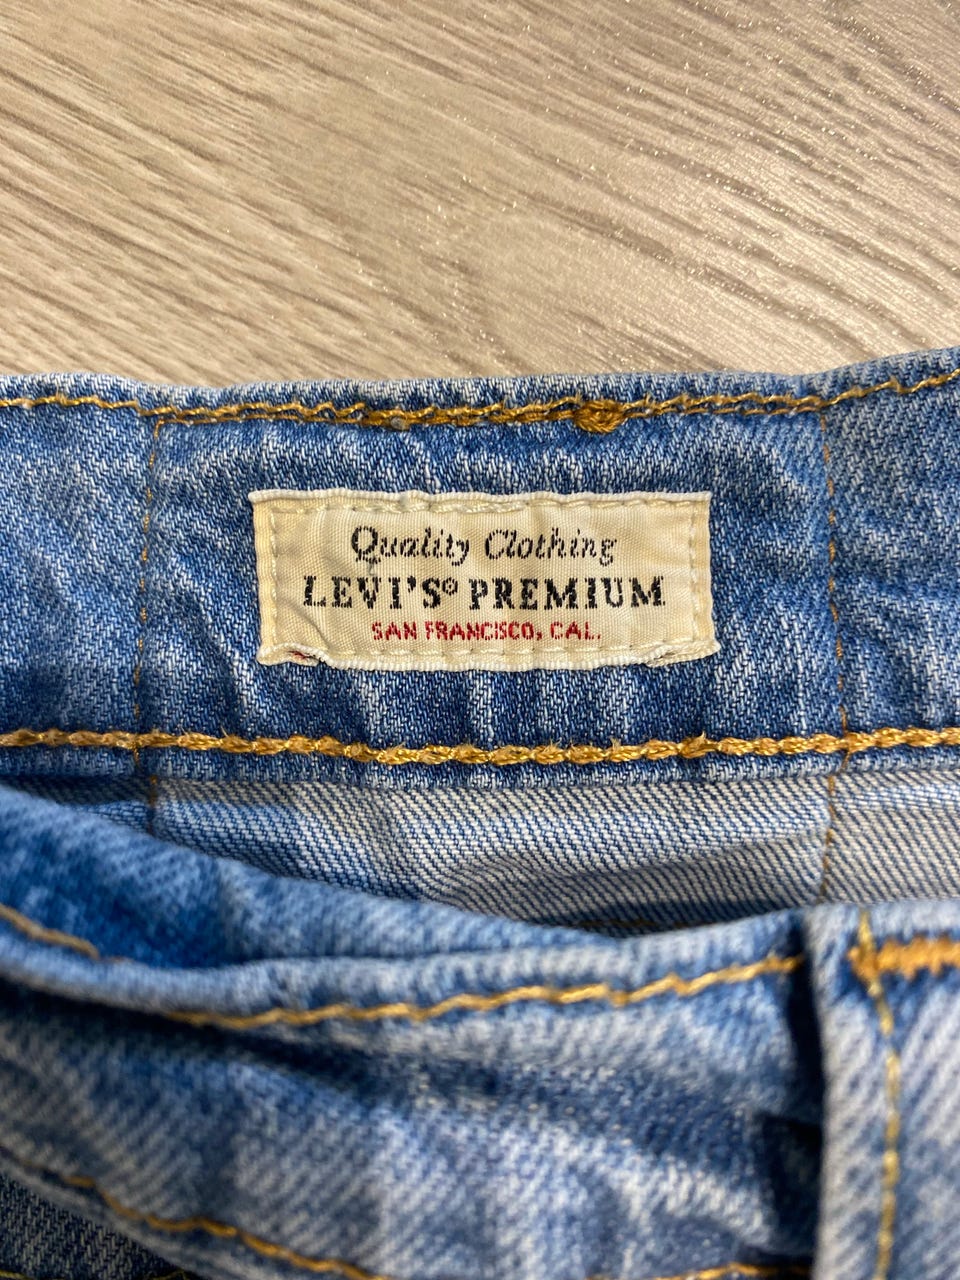 Quality Clothing
LEVI'S® PREMIUM
SAN FRANCISCO, CAL.